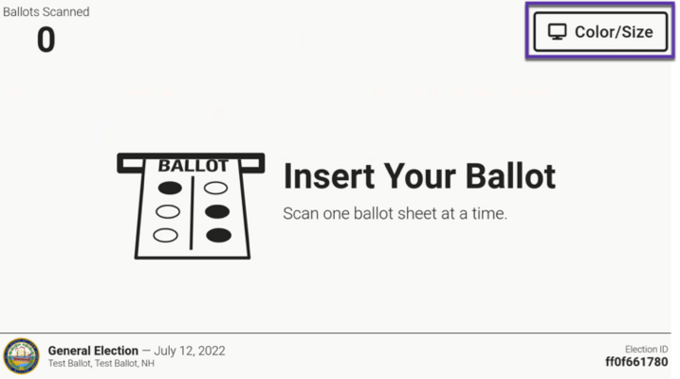 Ballots Scanned
0
Color/Size
BALLOT
Insert Your Ballot
Scan one ballot sheet at a time.
General Election — July 12, 2022
Test Ballot, Test Ballot, NH
Election ID
ff0f661780